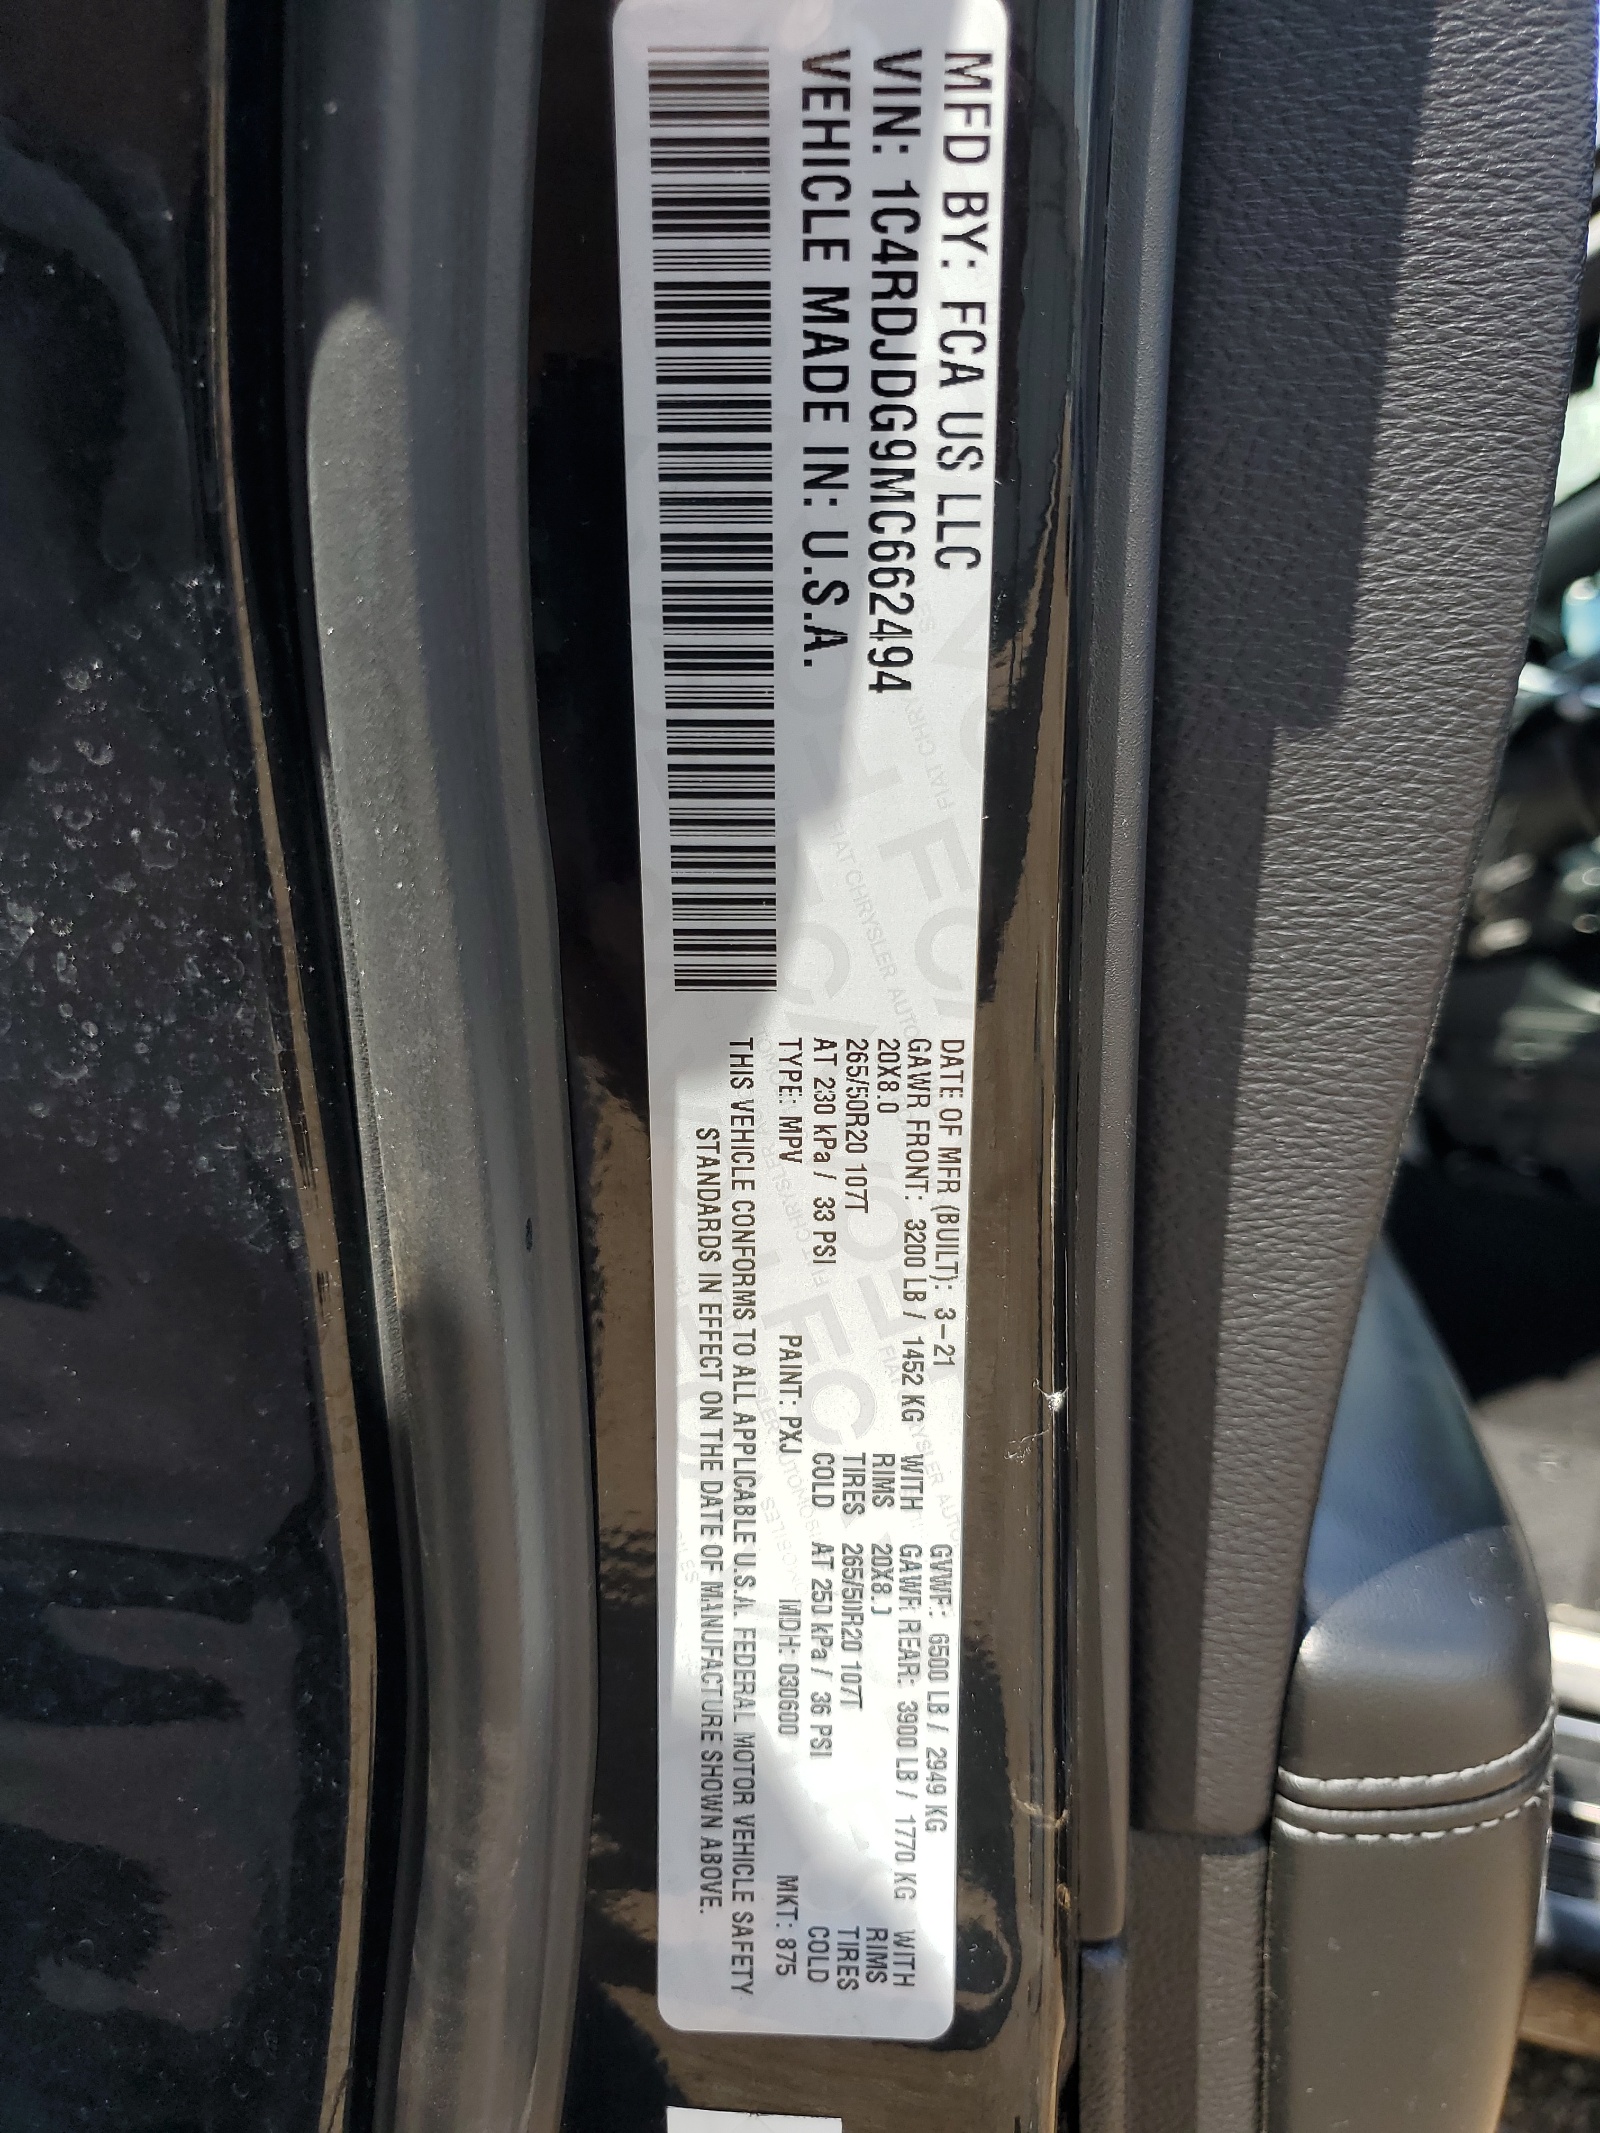 MFD BY: FCA US LLC
VIN: 1C4RDJDG9MC662494
VEHICLE MADE IN: U.S.A.
DATE OF MFR (BUILT): 3-21 GVWR: 6500 LB / 2949 KG
GAWR FRONT: 3200 LB / 1452 KG WITH GAWR REAR: 3900 LB / 1770 KG WITH
20X8.0 RIMS 20X8.0 RIMS
265/50R20 107T TIRES 265/50R20 107T TIRES
AT 230 kPa / 33 PSI COLD AT 250 kPa / 36 PSI COLD
TYPE: MPV PAINT: PXJ MDH: 030600 MKT: 875
THIS VEHICLE CONFORMS TO ALL APPLICABLE U.S.A. FEDERAL MOTOR VEHICLE SAFETY
STANDARDS IN EFFECT ON THE DATE OF MANUFACTURE SHOWN ABOVE.